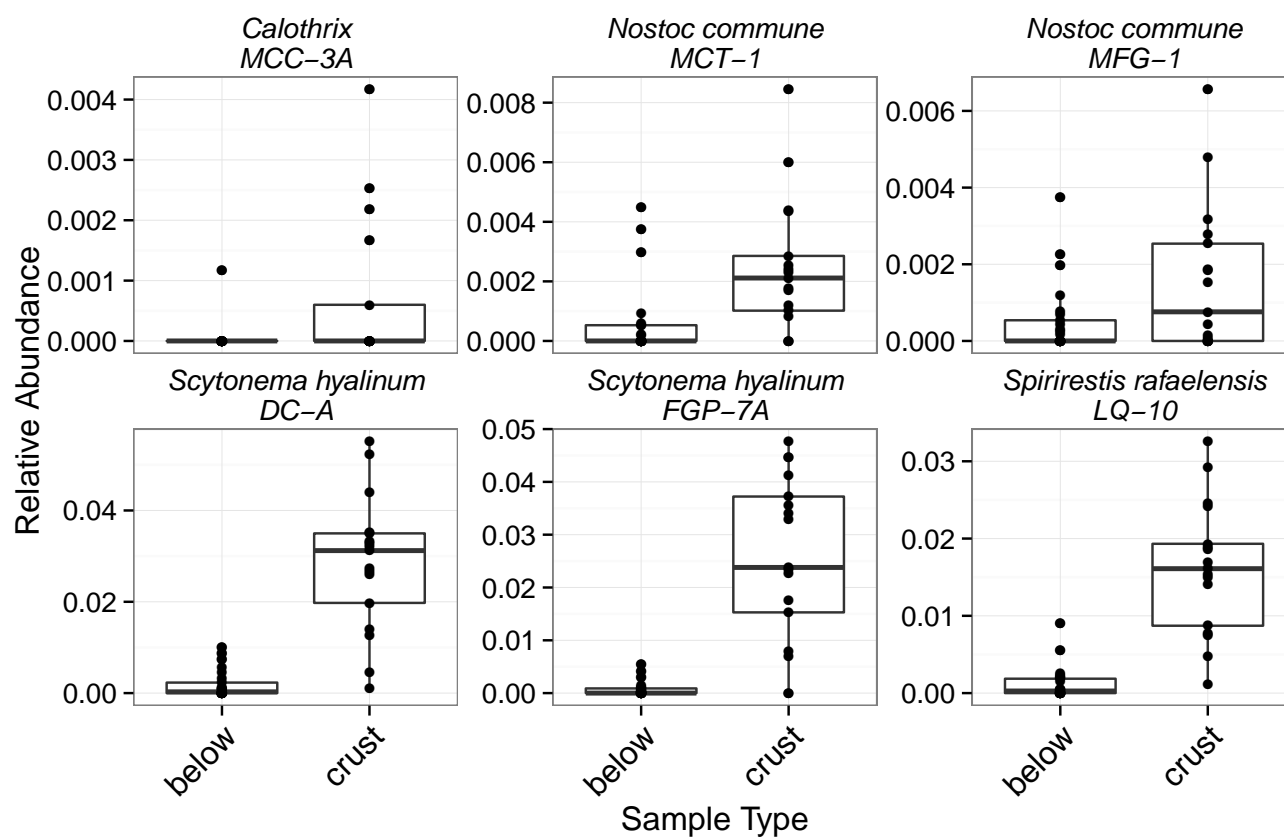 Calothrix
MCC−3A
Nostoc commune
MCT−1
Nostoc commune
MFG−1
0.004
0.003
0.002
0.001
0.000
0.008
0.006
0.004
0.002
0.000
0.006
0.004
0.002
0.000
Scytonema hyalinum
DC−A
Scytonema hyalinum
FGP−7A
Spirirestis rafaelensis
LQ−10
0.04
0.02
0.00
0.05
0.04
0.03
0.02
0.01
0.00
0.03
0.02
0.01
0.00
below
crust
below
crust
below
crust
Relative Abundance
Sample Type